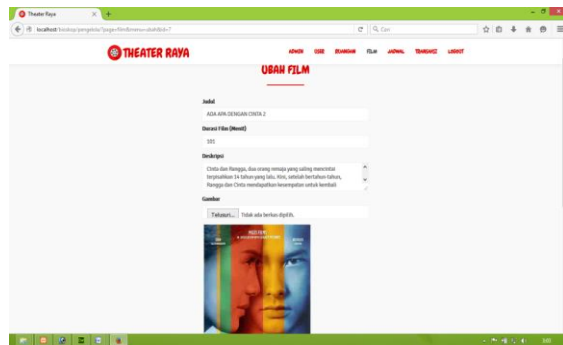 Theater Raya
localhost/bioskop/pengelola/?page=film&menu=ubah&id=7
Cari
THEATER RAYA
ADMIN USER RUANGAN FILM JADWAL TRANSAKSI LOGOUT
UBAH FILM
Judul
ADA APA DENGAN CINTA 2
Durasi Film (Menit)
Deskripsi
Cinta dan Rangga, dua orang remaja yang saling mencintai
terpisahkan 14 tahun yang lalu. Kini, setelah bertahun-tahun,
Rangga dan Cinta mendapatkan kesempatan untuk kembali
Gambar
Telusuri... Tidak ada berkas dipilih.